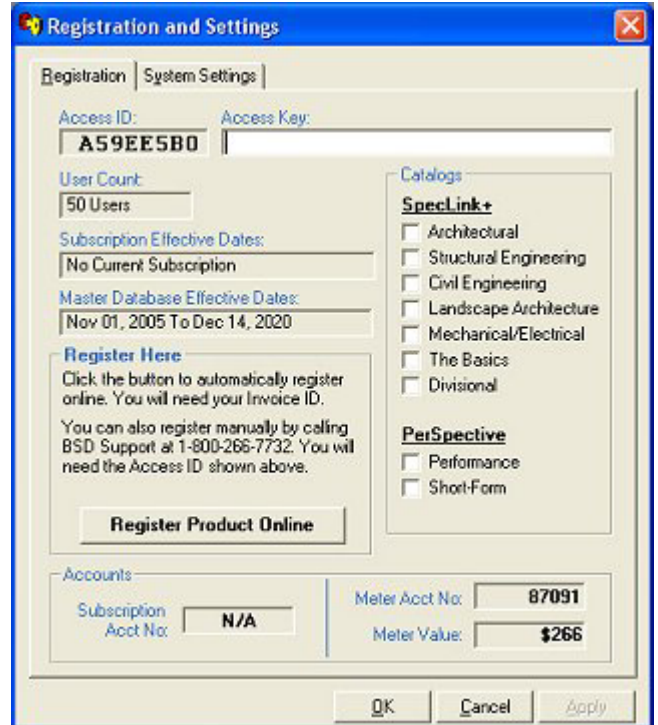 Registration and Settings
Registration
System Settings
Access ID:
Access Key:
A59EE5B0
User Count:
50 Users
Subscription Effective Dates:
No Current Subscription
Master Database Effective Dates:
Nov 01, 2005 To Dec 14, 2020
Register Here
Click the button to automatically register
online. You will need your Invoice ID.
You can also register manually by calling
BSD Support at 1-800-266-7732. You will
need the Access ID shown above.
Register Product Online
Catalogs
SpecLink+
Architectural
Structural Engineering
Civil Engineering
Landscape Architecture
Mechanical/Electrical
The Basics
Divisional
PerSpective
Performance
Short-Form
Accounts
Subscription
Acct No:
N/A
Meter Acct No:
87091
Meter Value:
$266
OK
Cancel
Apply